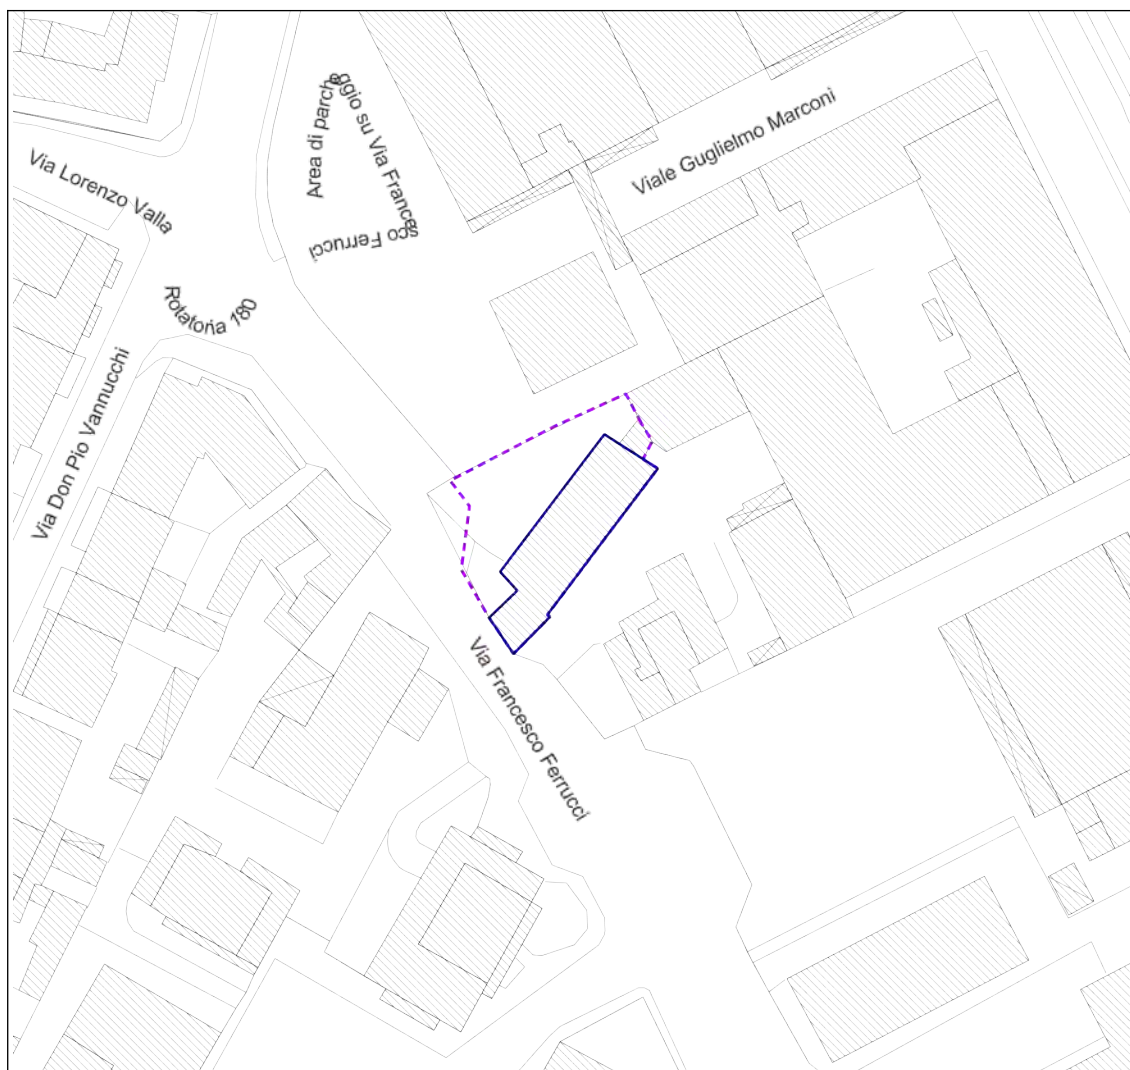 Area di parcheggio su Via Francesco Ferrucci
Viale Guglielmo Marconi
Via Lorenzo Valla
Rotatoria 180
Via Don Pio Vannucchi
Via Francesco Ferrucci